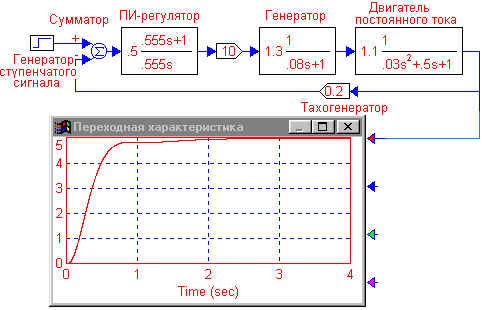 Сумматор
ПИ-регулятор
Генератор
Двигатель
постоянного тока
+
-
Σ
.5 .555s+1 / .555s
10
1.3 1 / .08s+1
1.1 1 / .03s²+.5s+1
Генератор
ступенчатого
сигнала
0.2
Тахогенератор
Переходная характеристика
5
4
3
2
1
0
0 1 2 3 4
Time (sec)